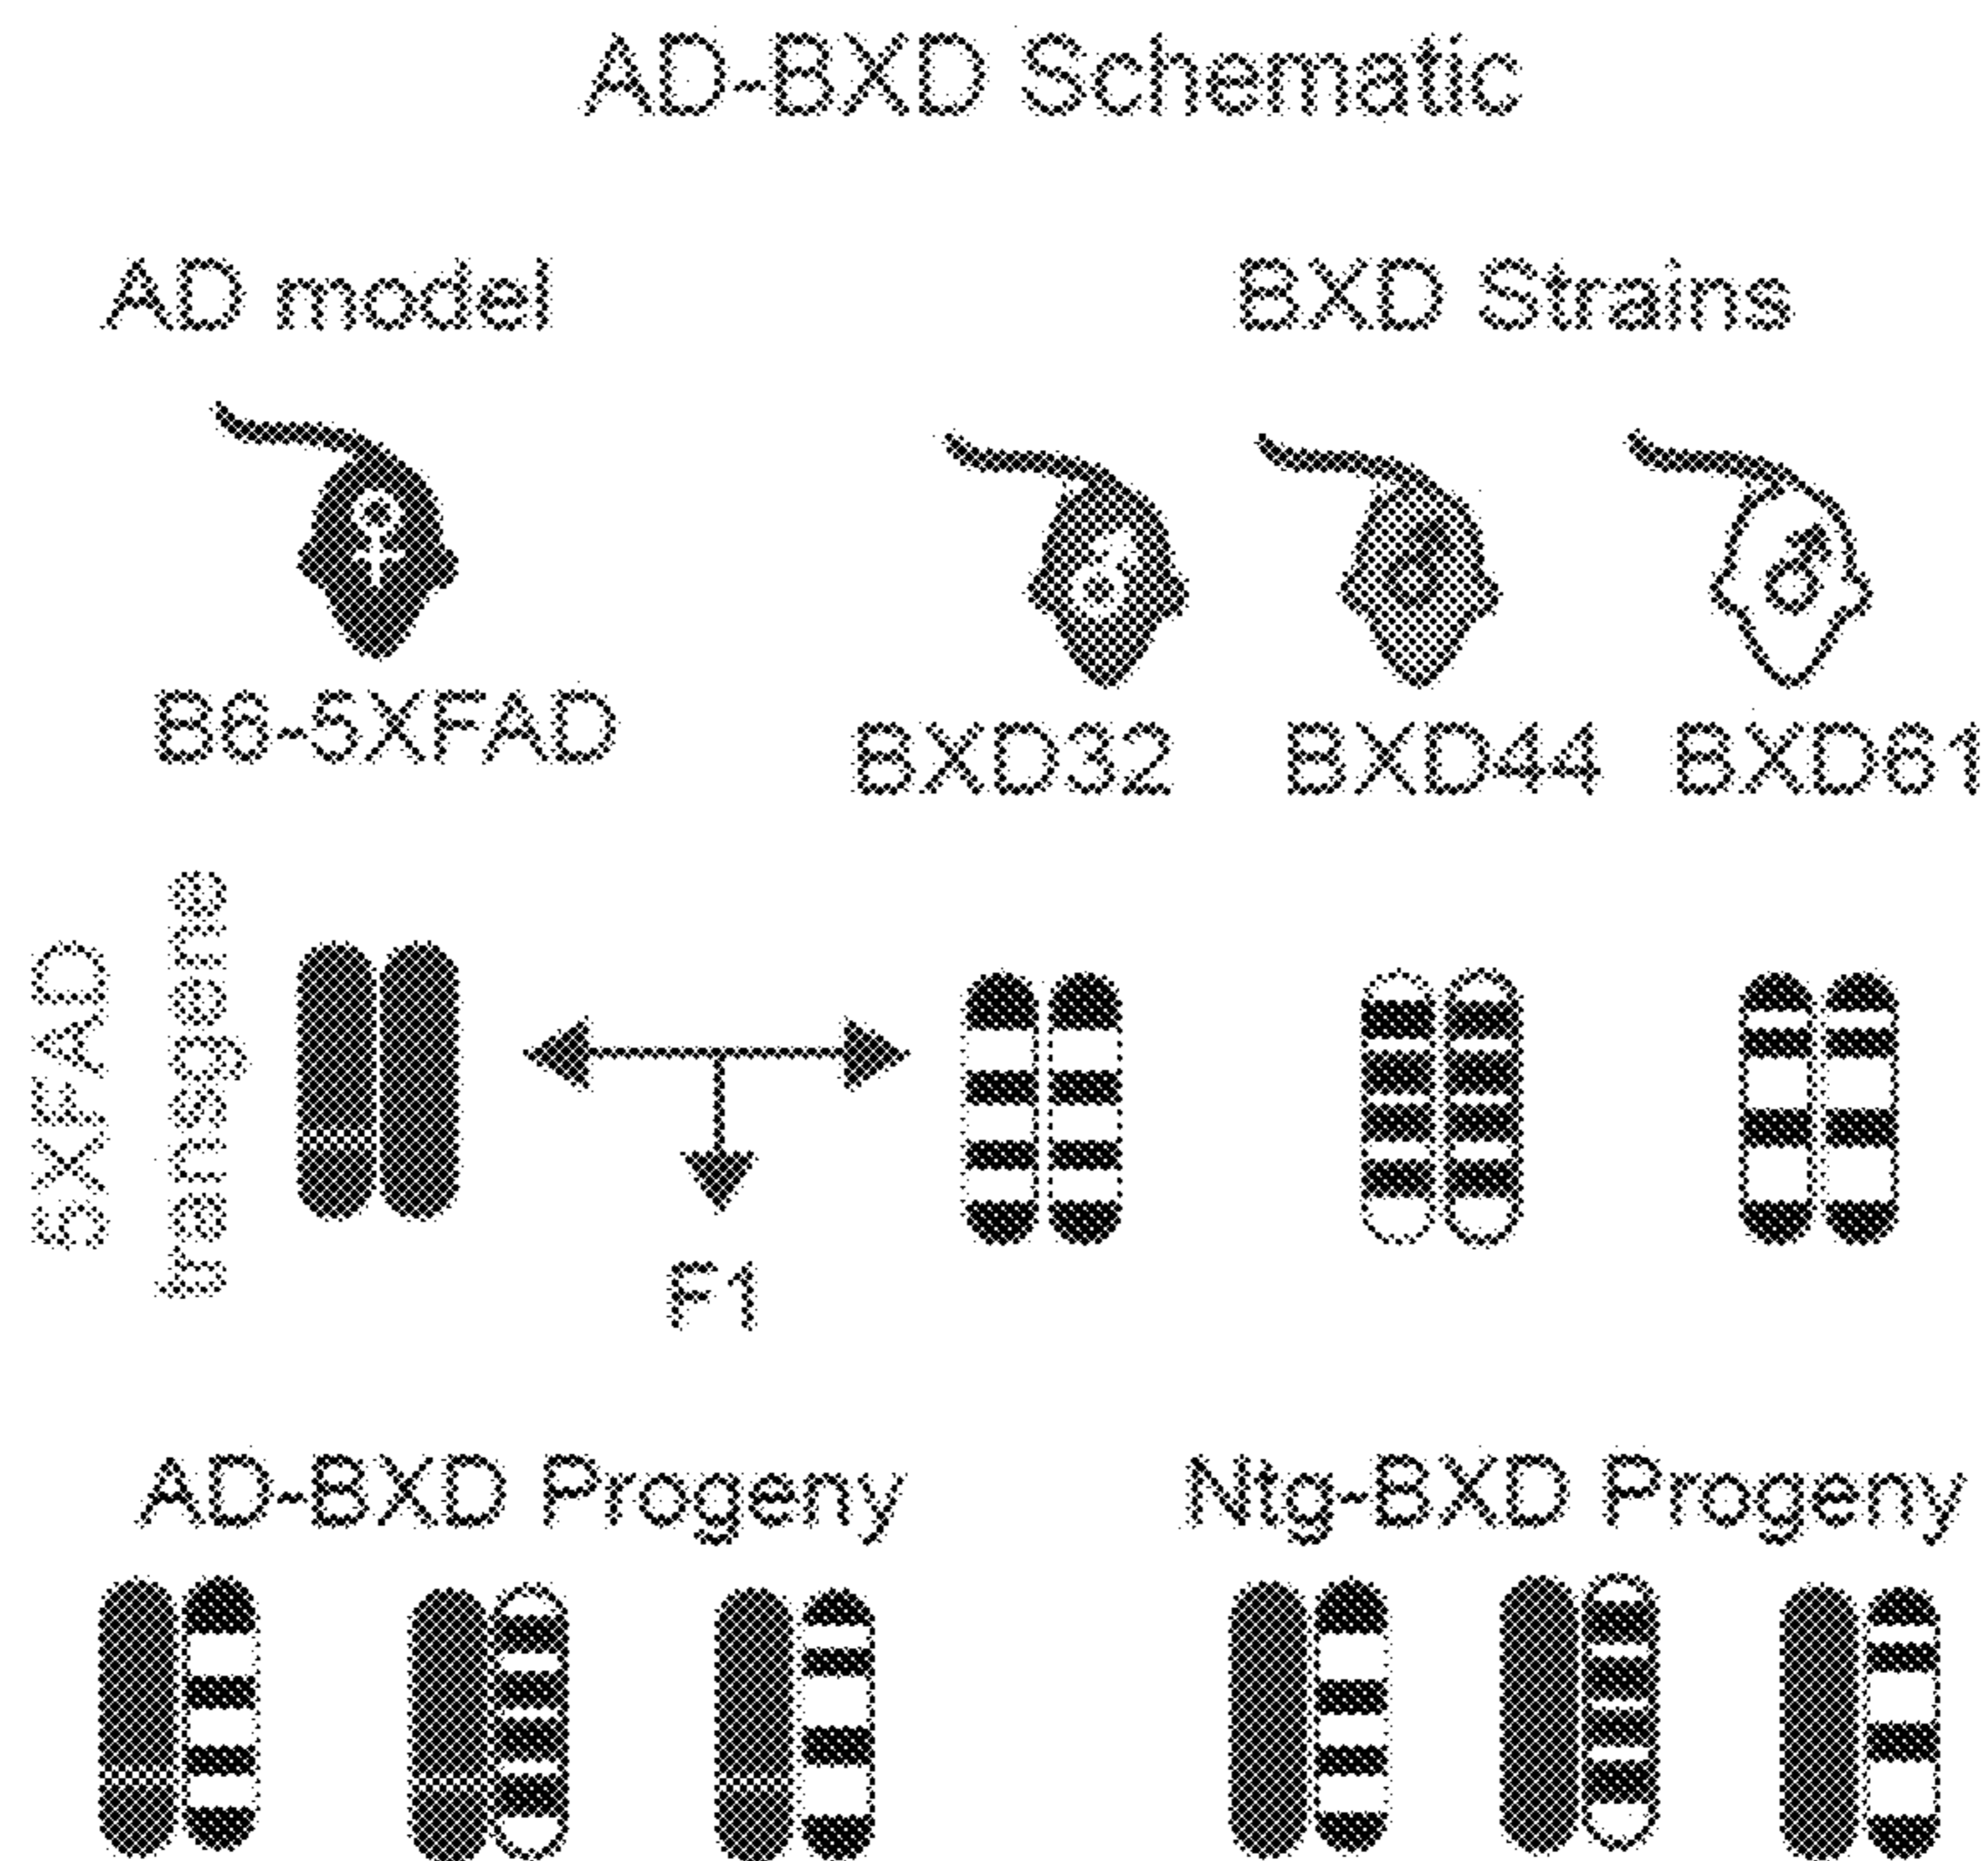 AD-BXD Schematic
AD model
BXD Strains
B6-5XFAD
BXD32
BXD44
BXD61
5XFAD
transgene
F1
AD-BXD Progeny
Ntg-BXD Progeny